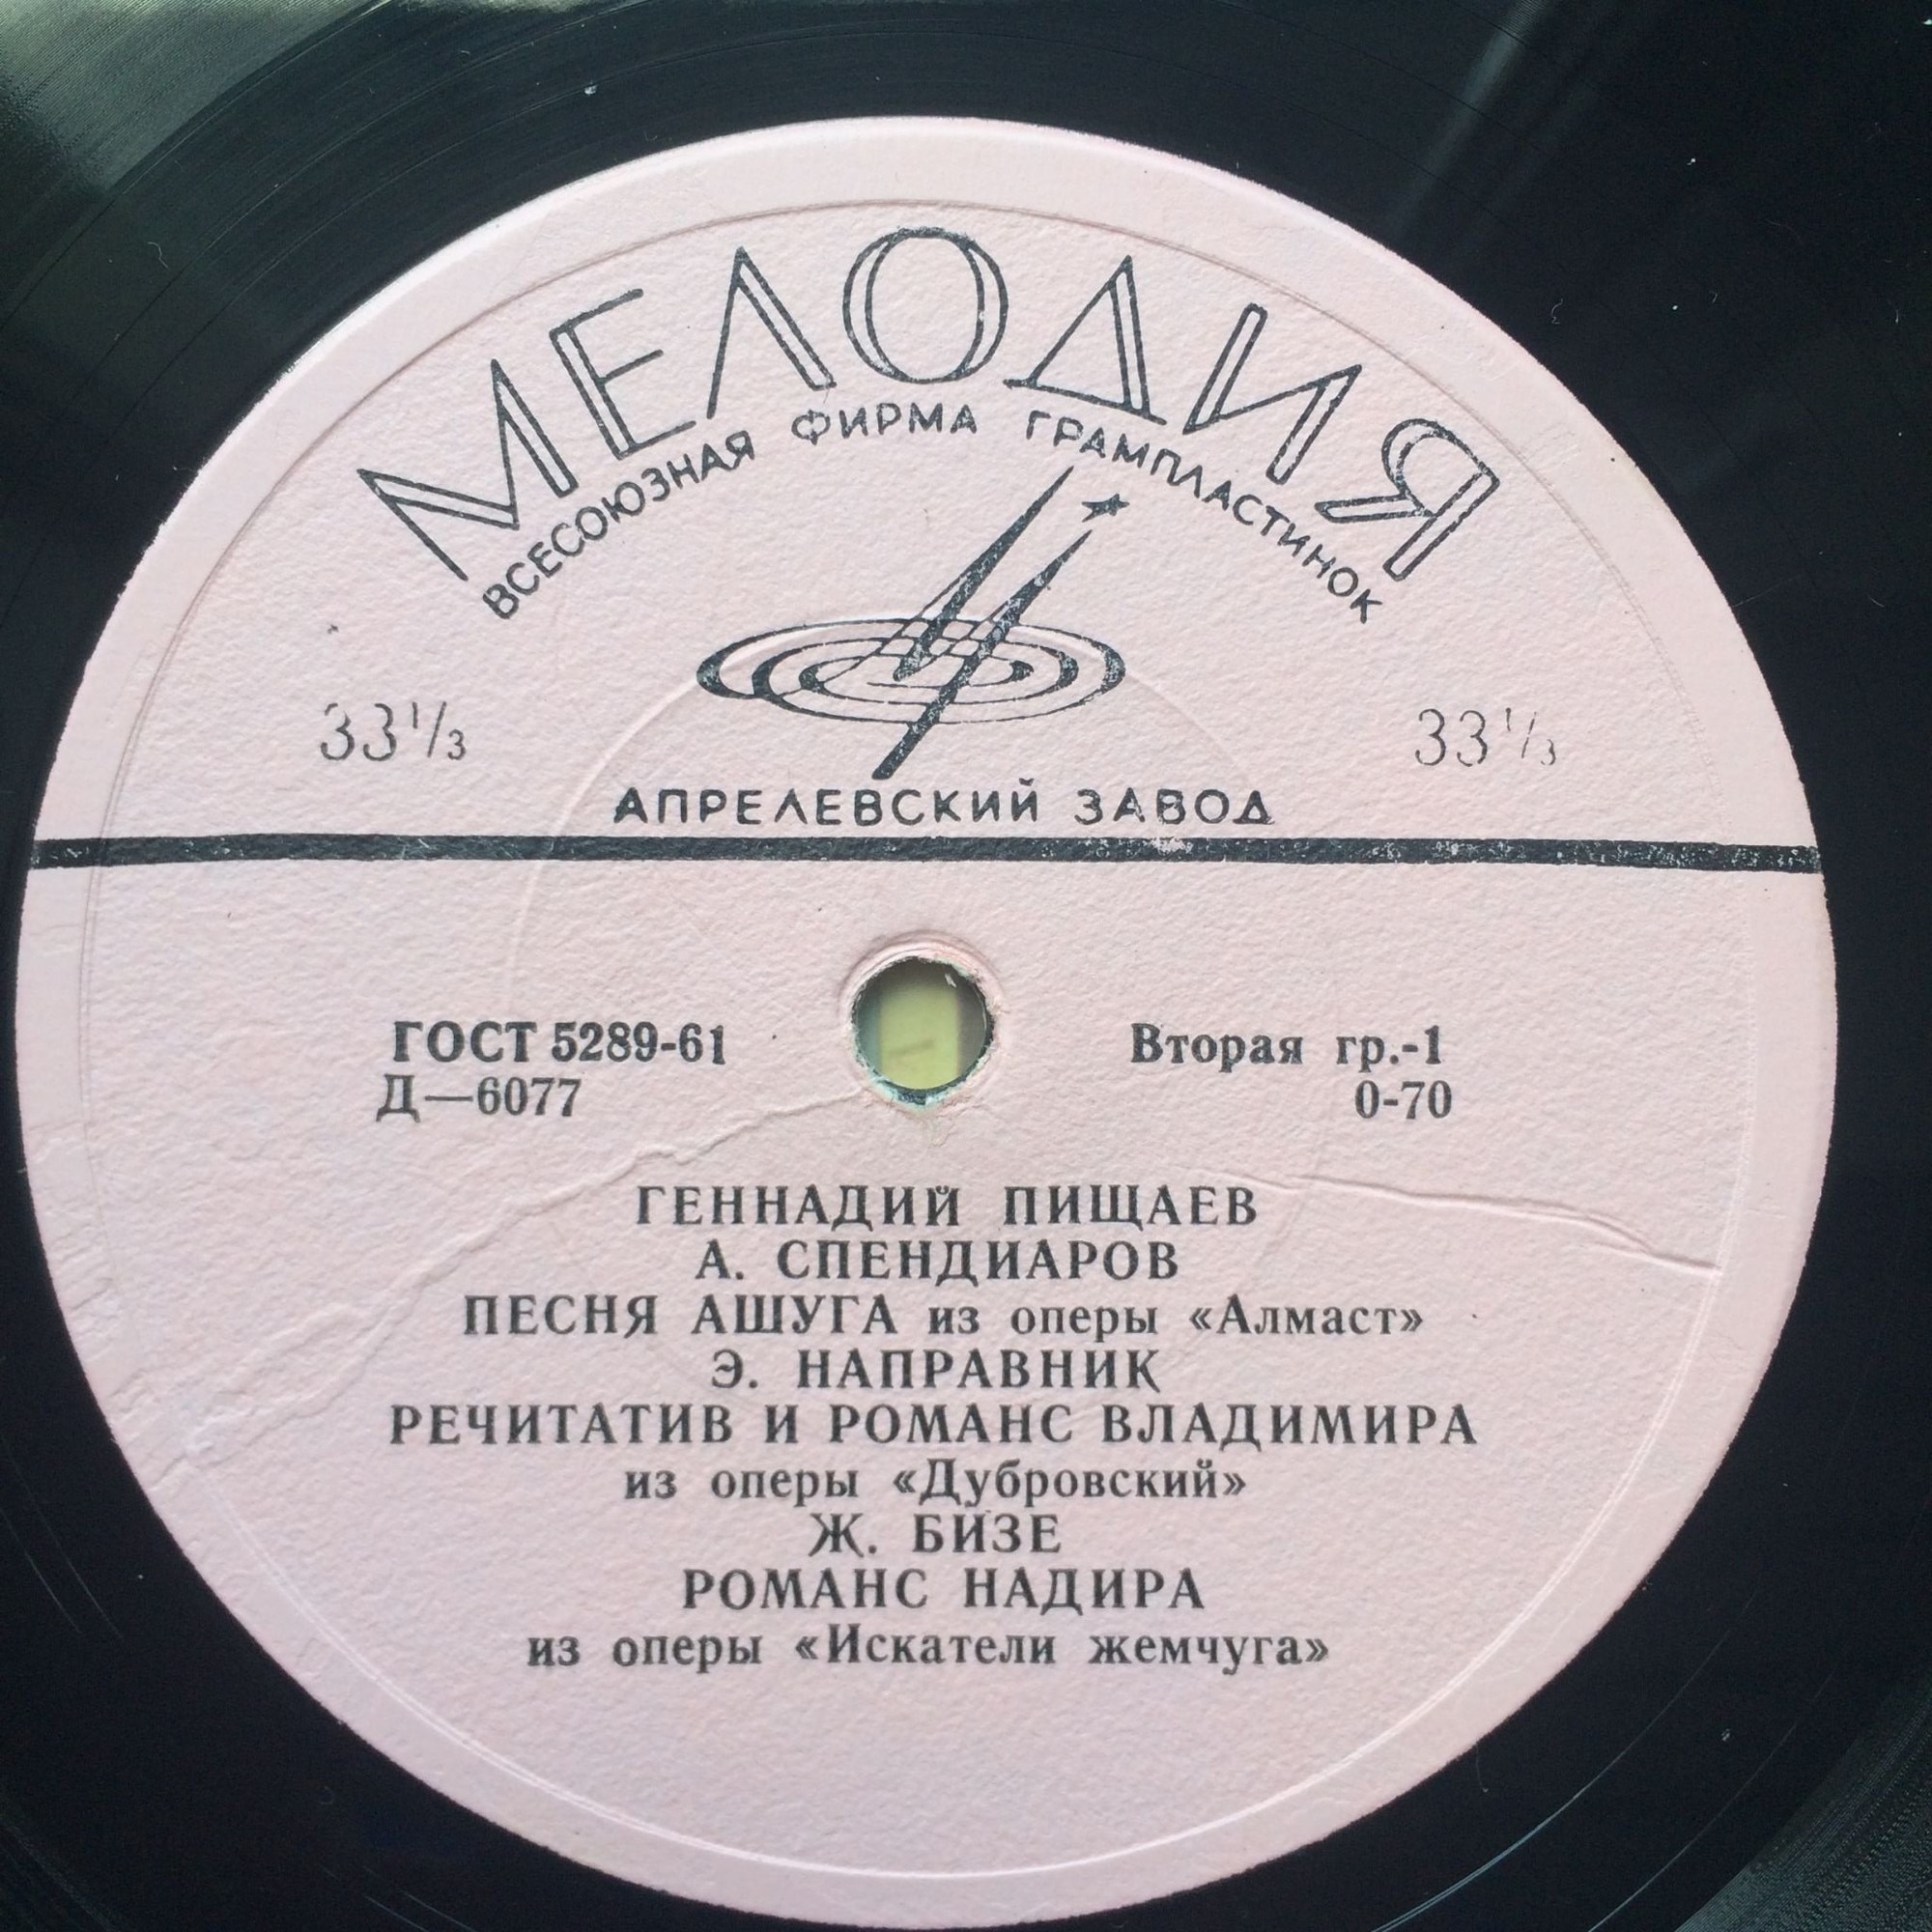 МЕЛОДИЯ
ВСЕСОЮЗНАЯ ФИРМА ГРАМПЛАСТИНОК
33⅓ 33⅓
АПРЕЛЕВСКИЙ ЗАВОД
ГОСТ 5289-61 Вторая гр.-1
Д—6077 0-70
ГЕННАДИЙ ПИЩАЕВ
А. СПЕНДИАРОВ
ПЕСНЯ АШУГА из оперы «Алмаст»
Э. НАПРАВНИК
РЕЧИТАТИВ И РОМАНС ВЛАДИМИРА
из оперы «Дубровский»
Ж. БИЗЕ
РОМАНС НАДИРА
из оперы «Искатели жемчуга»